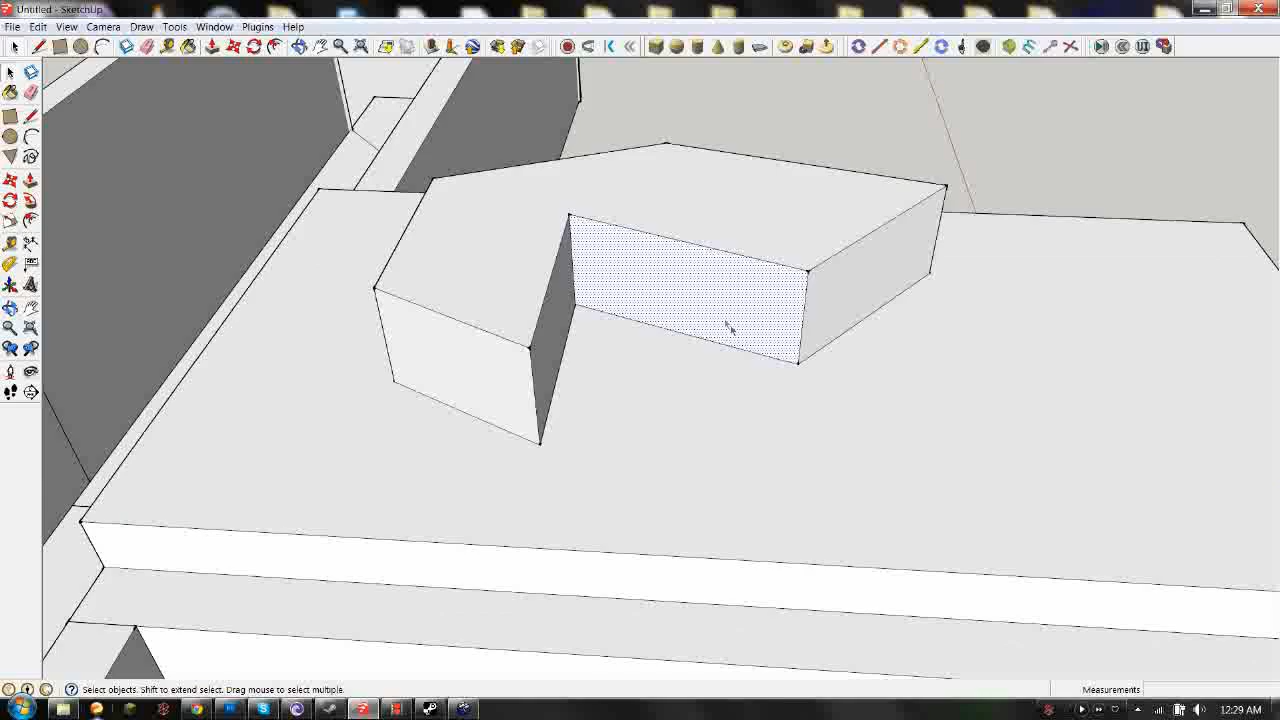 Untitled - SketchUp
File Edit View Camera Draw Tools Window Plugins Help
ABC
Select objects. Shift to extend select. Drag mouse to select multiple.
Measurements
12:29 AM